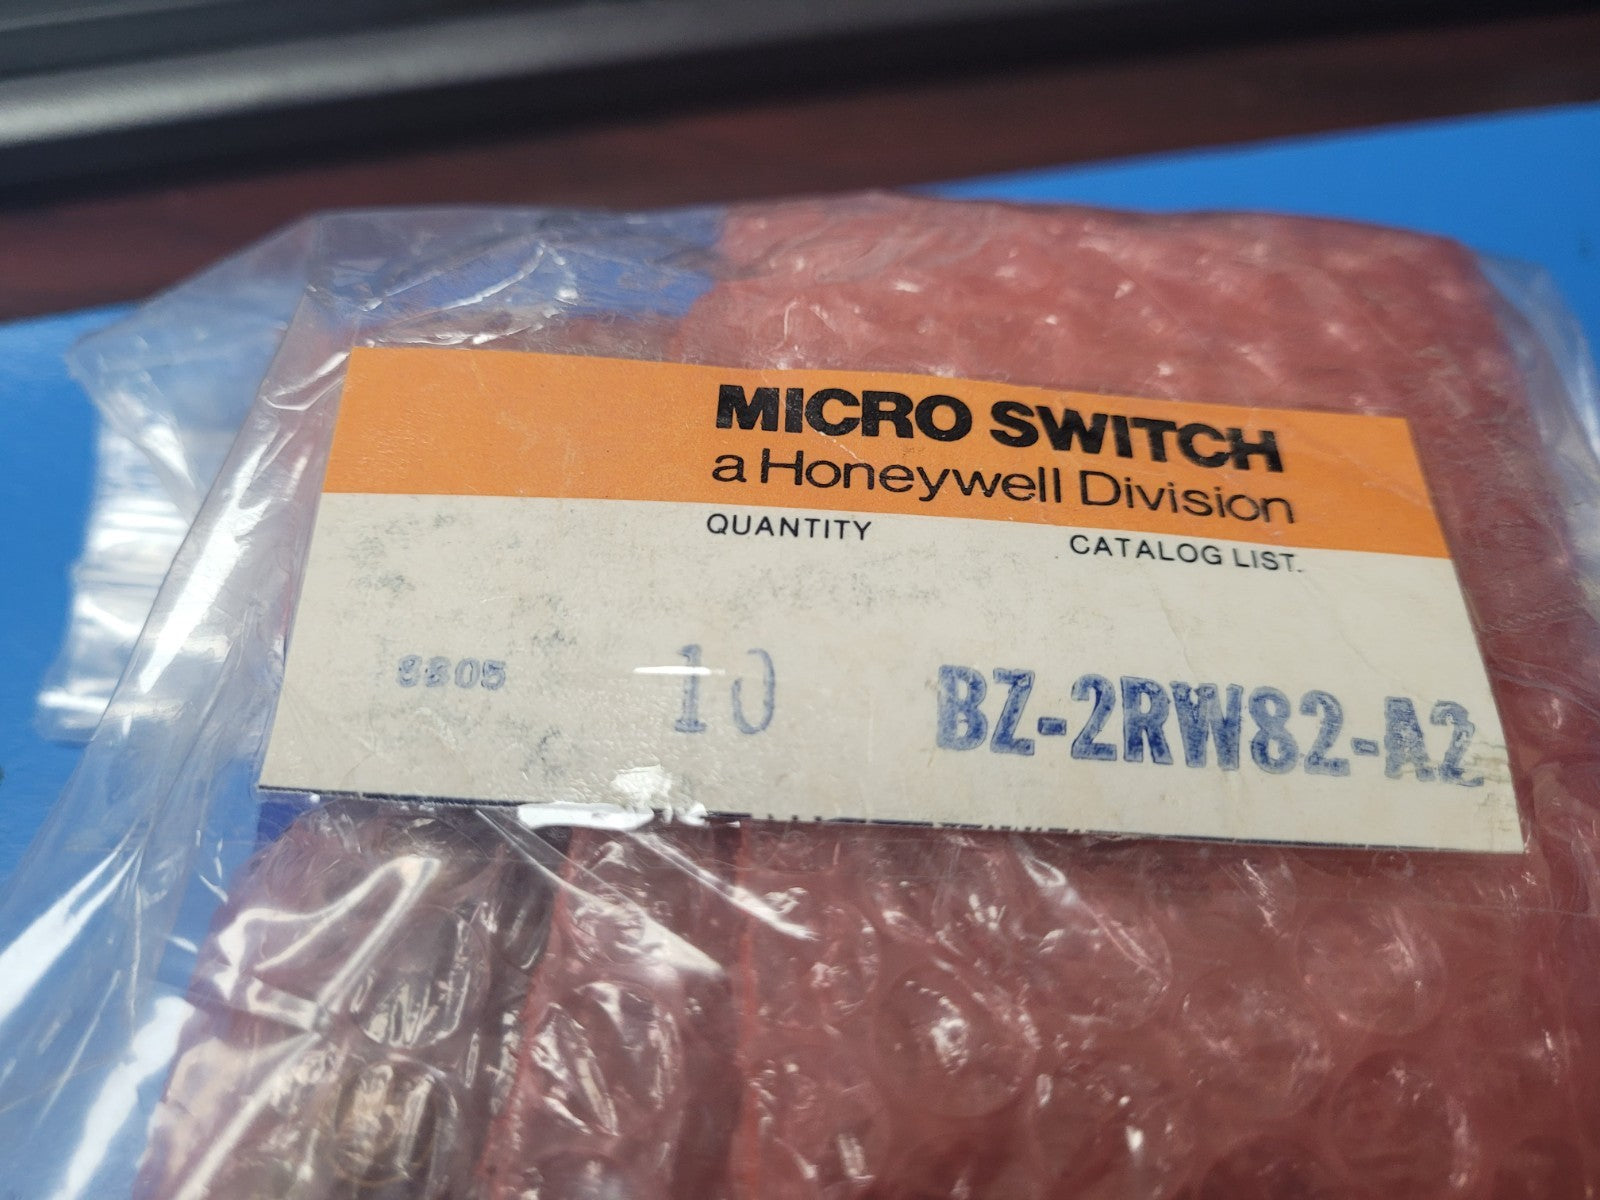 MICRO SWITCH
a Honeywell Division
QUANTITY CATALOG LIST.
8805 10 BZ-2RW82-A2